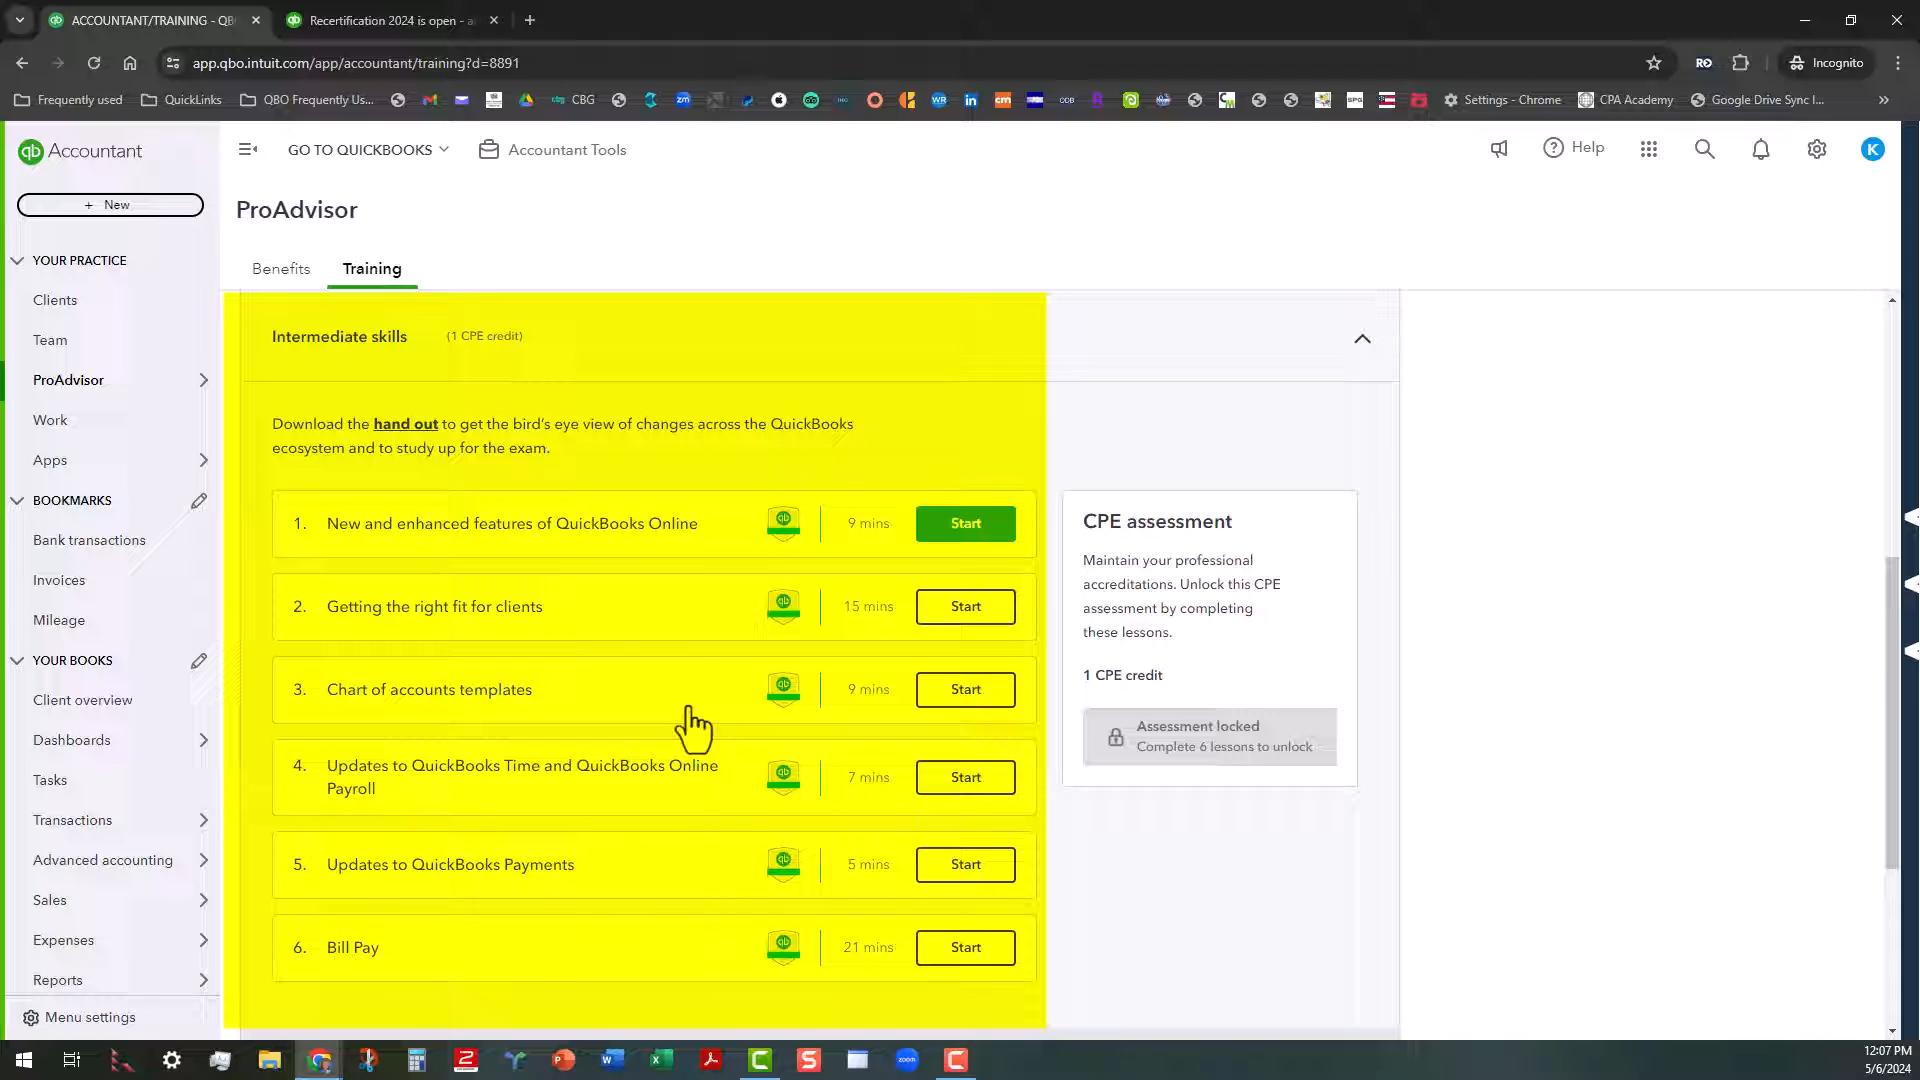 ACCOUNTANT/TRAINING - QB
Recertification 2024 is open - a
app.qbo.intuit.com/app/accountant/training?d=8891
Incognito
Frequently used
QuickLinks
QBO Frequently Us...
CBG
Settings - Chrome
CPA Academy
Google Drive Sync I...
qb Accountant
GO TO QUICKBOOKS
Accountant Tools
Help
K
+ New
ProAdvisor
YOUR PRACTICE
Clients
Team
ProAdvisor
Work
Apps
BOOKMARKS
Bank transactions
Invoices
Mileage
YOUR BOOKS
Client overview
Dashboards
Tasks
Transactions
Advanced accounting
Sales
Expenses
Reports
Menu settings
Benefits
Training
Intermediate skills (1 CPE credit)
Download the hand out to get the bird's eye view of changes across the QuickBooks
ecosystem and to study up for the exam.
1. New and enhanced features of QuickBooks Online 9 mins Start
2. Getting the right fit for clients 15 mins Start
3. Chart of accounts templates 9 mins Start
4. Updates to QuickBooks Time and QuickBooks Online
Payroll 7 mins Start
5. Updates to QuickBooks Payments 5 mins Start
6. Bill Pay 21 mins Start
CPE assessment
Maintain your professional
accreditations. Unlock this CPE
assessment by completing
these lessons.
1 CPE credit
Assessment locked
Complete 6 lessons to unlock
12:07 PM
5/6/2024